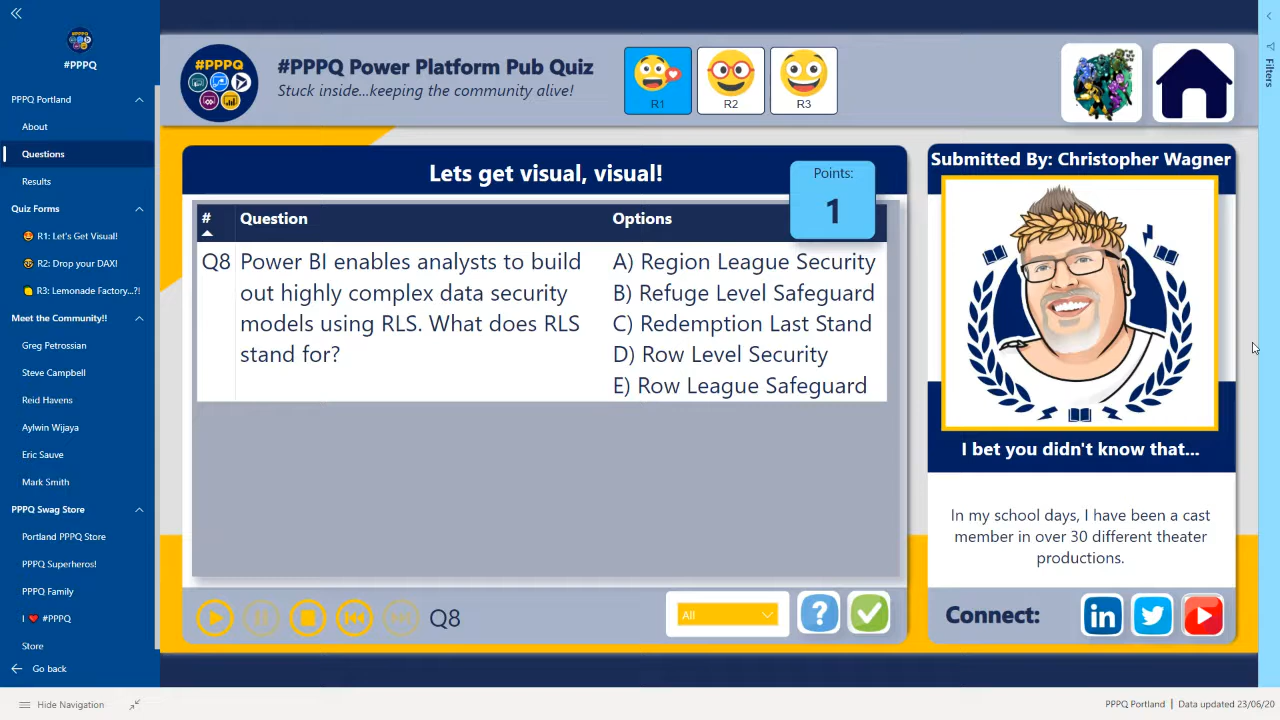 #PPPQ
PPPQ Portland
About
Questions
Results
Quiz Forms
R1: Let's Get Visual!
R2: Drop your DAX!
R3: Lemonade Factory...?!
Meet the Community!!
Greg Petrossian
Steve Campbell
Reid Havens
Aylwin Wijaya
Eric Sauve
Mark Smith
PPPQ Swag Store
Portland PPPQ Store
PPPQ Superheros!
PPPQ Family
I ❤ #PPPQ
Store
Go back
Hide Navigation
#PPPQ
#PPPQ Power Platform Pub Quiz
Stuck inside...keeping the community alive!
R1
R2
R3
Filters
Lets get visual, visual!
Points:
1
# Question Options
Q8 Power BI enables analysts to build
out highly complex data security
models using RLS. What does RLS
stand for?
A) Region League Security
B) Refuge Level Safeguard
C) Redemption Last Stand
D) Row Level Security
E) Row League Safeguard
Q8
All
?
Submitted By: Christopher Wagner
I bet you didn't know that...
In my school days, I have been a cast
member in over 30 different theater
productions.
Connect:
in
PPPQ Portland | Data updated 23/06/20